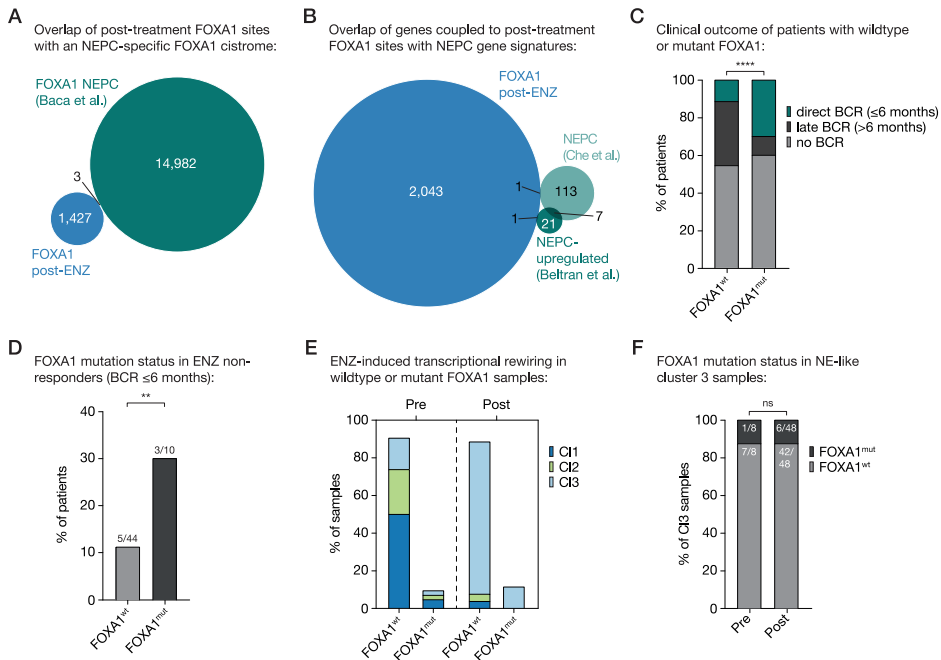 A
Overlap of post-treatment FOXA1 sites
with an NEPC-specific FOXA1 cistrome:
FOXA1 NEPC
(Baca et al.)
14,982
3
1,427
FOXA1
post-ENZ
B
Overlap of genes coupled to post-treatment
FOXA1 sites with NEPC gene signatures:
FOXA1
post-ENZ
NEPC
(Che et al.)
2,043
1
113
1
7
21
NEPC-
upregulated
(Beltran et al.)
C
Clinical outcome of patients with wildtype
or mutant FOXA1:
****
% of patients
100
80
60
40
20
0
FOXA1wt
FOXA1mut
direct BCR (≤6 months)
late BCR (>6 months)
no BCR
D
FOXA1 mutation status in ENZ non-
responders (BCR ≤6 months):
**
% of patients
40
30
20
10
0
5/44
3/10
FOXA1wt
FOXA1mut
E
ENZ-induced transcriptional rewiring in
wildtype or mutant FOXA1 samples:
Pre
Post
% of samples
100
80
60
40
20
0
FOXA1wt
FOXA1mut
FOXA1wt
FOXA1mut
Cl1
Cl2
Cl3
F
FOXA1 mutation status in NE-like
cluster 3 samples:
ns
% of Cl3 samples
100
80
60
40
20
0
1/8
6/48
7/8
42/
48
Pre
Post
FOXA1mut
FOXA1wt